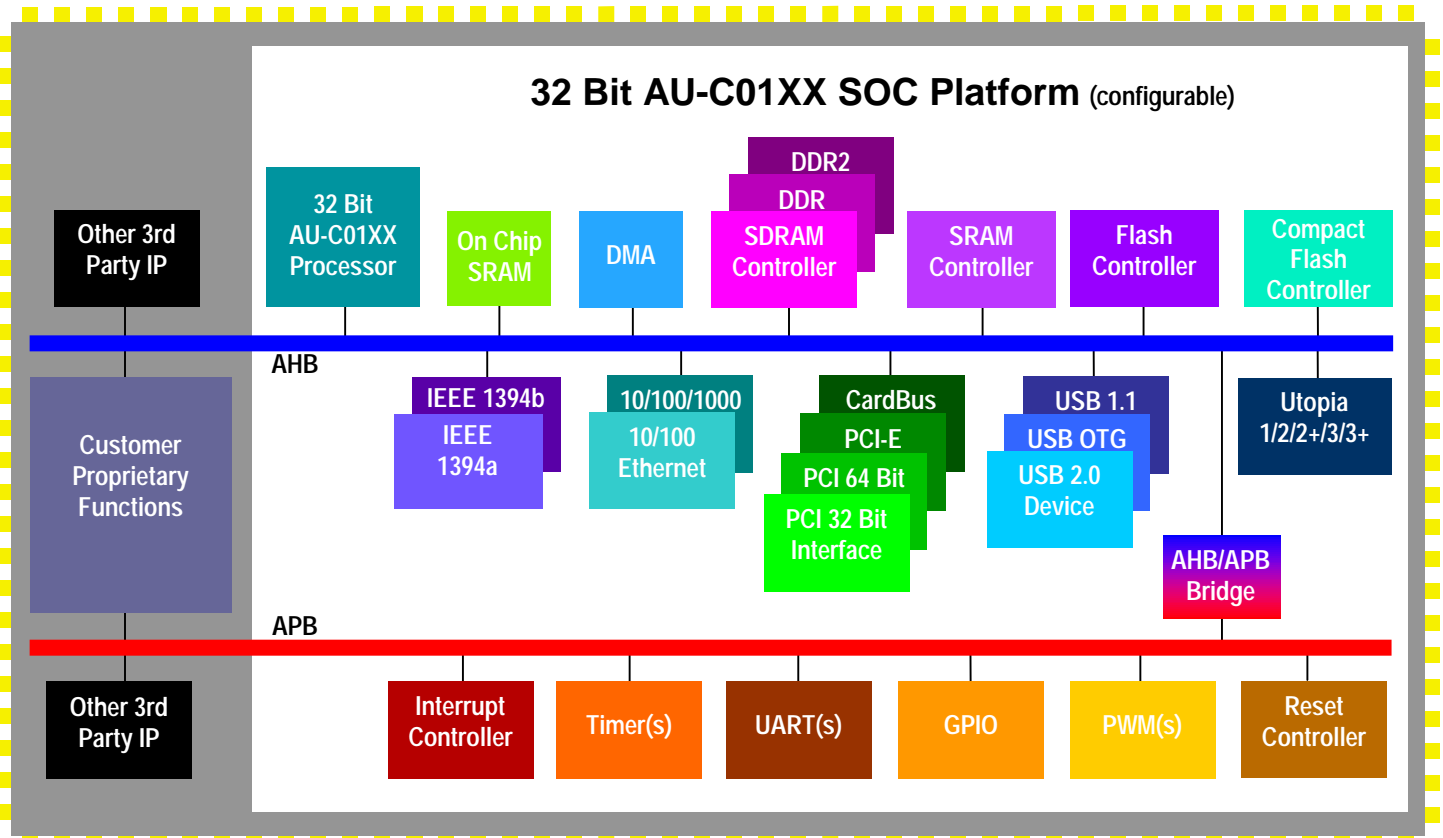 32 Bit AU-C01XX SOC Platform (configurable)
Other 3rd
Party IP
32 Bit
AU-C01XX
Processor
On Chip
SRAM
DMA
DDR2
DDR
SDRAM
Controller
SRAM
Controller
Flash
Controller
Compact
Flash
Controller
AHB
Customer
Proprietary
Functions
IEEE 1394b
IEEE
1394a
10/100/1000
10/100
Ethernet
CardBus
PCI-E
PCI 64 Bit
PCI 32 Bit
Interface
USB 1.1
USB OTG
USB 2.0
Device
Utopia
1/2/2+/3/3+
AHB/APB
Bridge
APB
Other 3rd
Party IP
Interrupt
Controller
Timer(s)
UART(s)
GPIO
PWM(s)
Reset
Controller